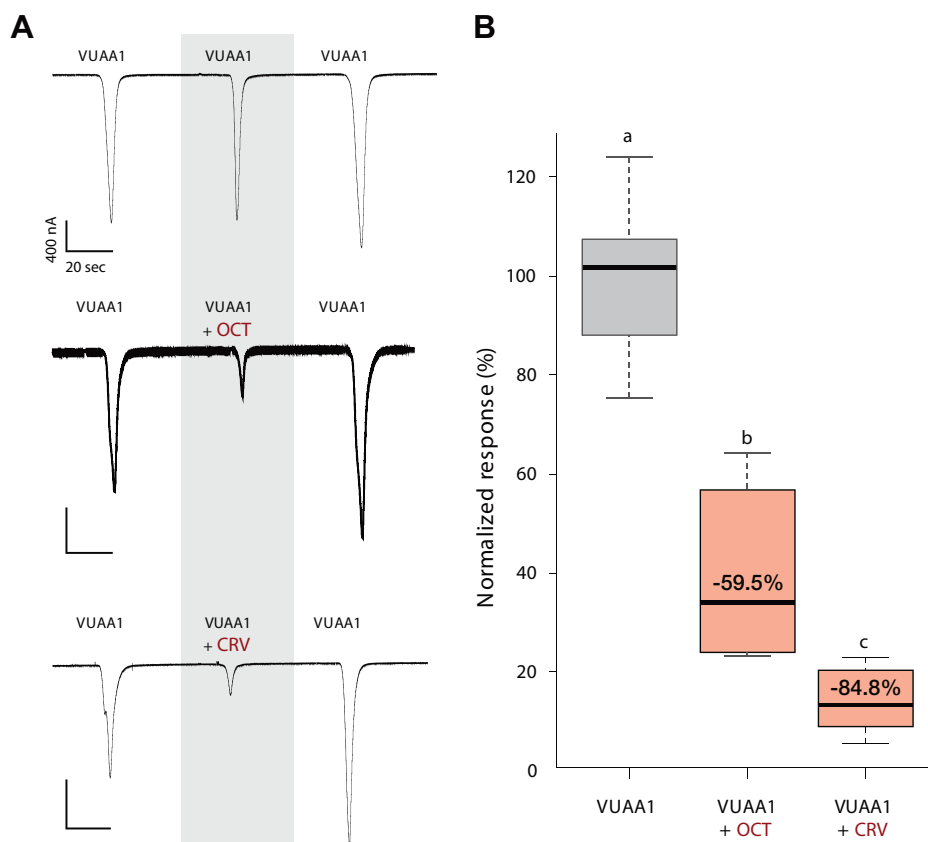 A
VUAA1 VUAA1 VUAA1
400 nA
20 sec
VUAA1 VUAA1 VUAA1
+ OCT
VUAA1 VUAA1 VUAA1
+ CRV
B
Normalized response (%)
120
100
80
60
40
20
0
a
b
c
-59.5%
-84.8%
VUAA1 VUAA1 VUAA1
+ OCT + CRV